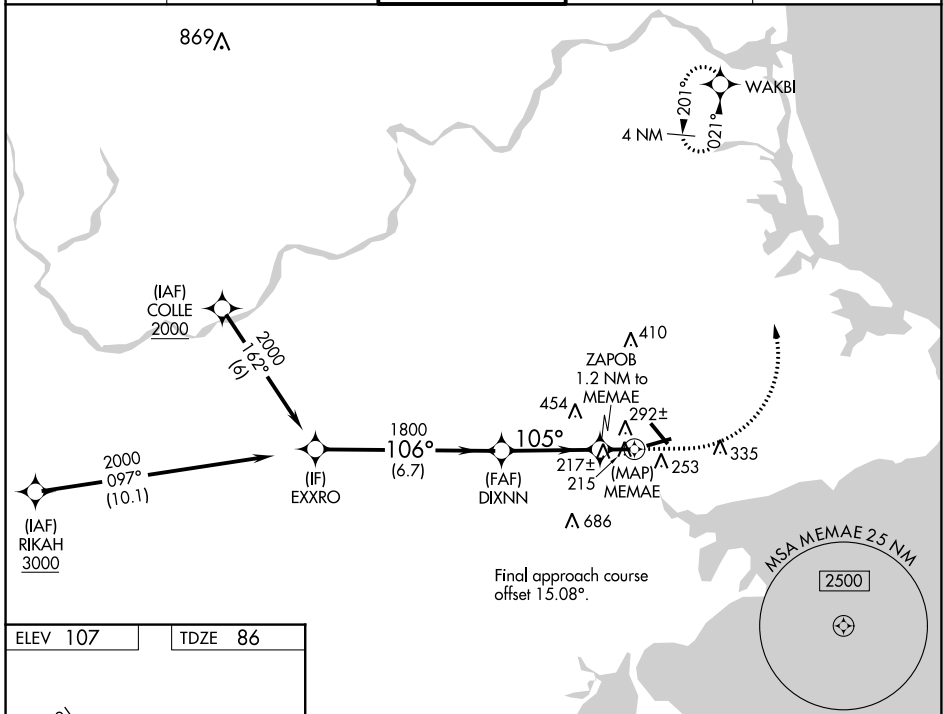 869
WAKBI
201°
021°
4 NM
(IAF)
COLLE
2000
2000
162°
(6)
410
ZAPOB
1.2 NM to
MEMAE
454
292±
1800
106°
(6.7)
105°
2000
097°
(10.1)
(IF)
EXXRO
(FAF)
DIXNN
217±
215
(MAP)
MEMAE
253
335
(IAF)
RIKAH
3000
686
Final approach course
offset 15.08°.
MSA MEMAE 25 NM
2500
ELEV 107
TDZE 86